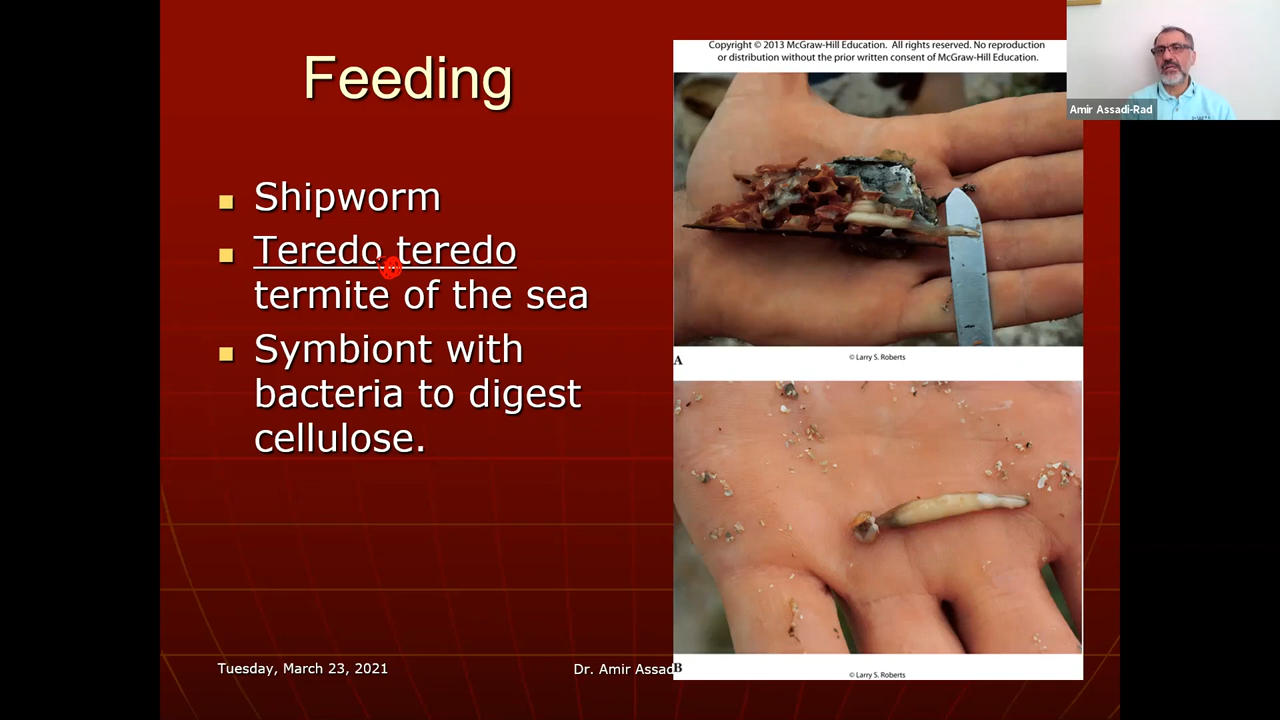 Feeding
Shipworm
Teredo teredo
termite of the sea
Symbiont with
bacteria to digest
cellulose.
Tuesday, March 23, 2021
Dr. Amir Assad
Copyright © 2013 McGraw-Hill Education. All rights reserved. No reproduction
or distribution without the prior written consent of McGraw-Hill Education.
A
© Larry S. Roberts
B
© Larry S. Roberts
Amir Assadi-Rad